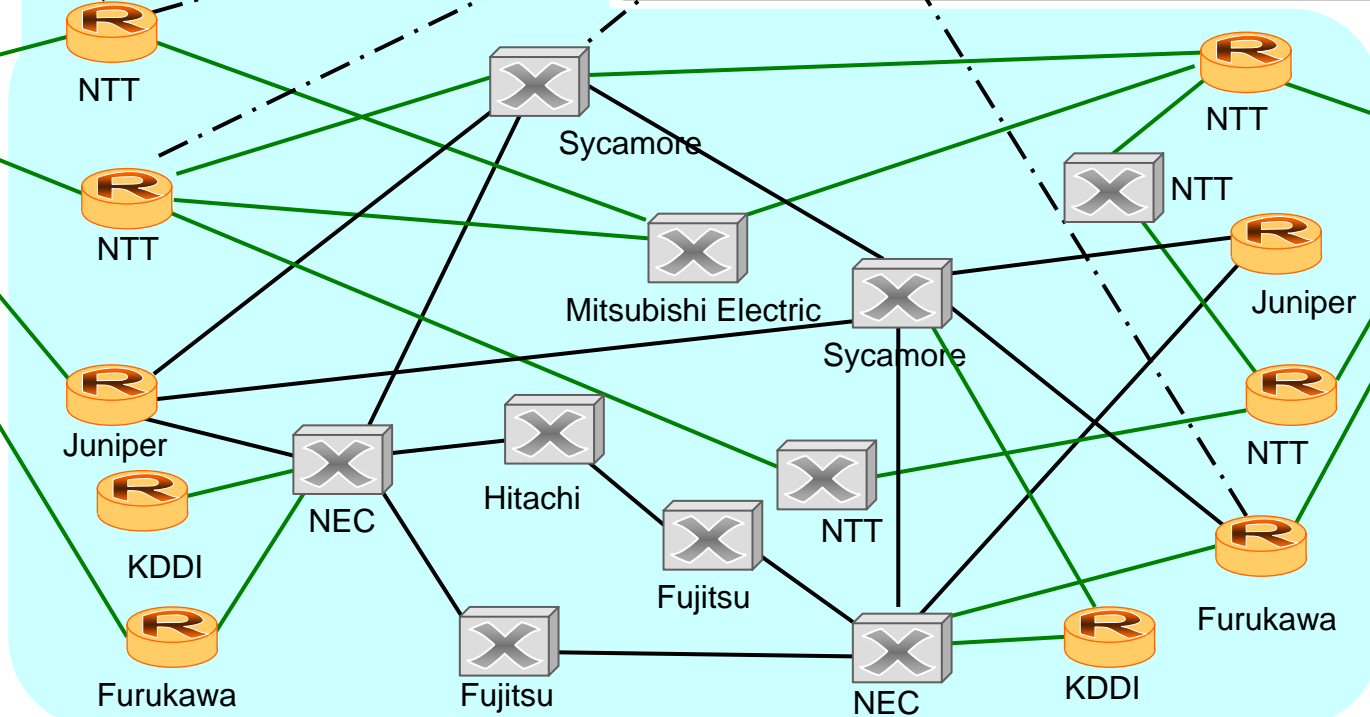 NTT
Sycamore
NTT
NTT
NTT
Mitsubishi Electric
Juniper
Sycamore
Juniper
NTT
Hitachi
NEC
NTT
KDDI
Fujitsu
Furukawa
Furukawa
Fujitsu
NEC
KDDI
R
R
R
R
R
R
R
R
R
R
X
X
X
X
X
X
X
X
X
X